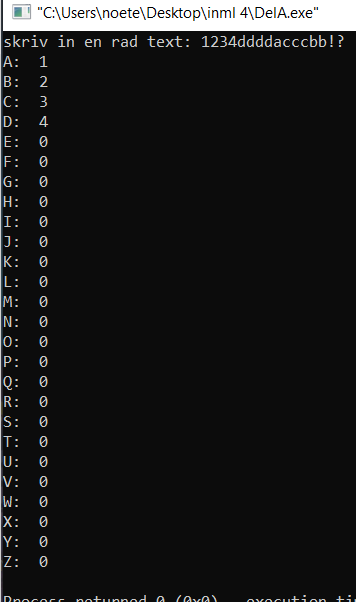 "C:\Users\noete\Desktop\inml 4\DelA.exe"
skriv in en rad text: 1234ddddacccbb!?
A:  1
B:  2
C:  3
D:  4
E:  0
F:  0
G:  0
H:  0
I:  0
J:  0
K:  0
L:  0
M:  0
N:  0
O:  0
P:  0
Q:  0
R:  0
S:  0
T:  0
U:  0
V:  0
W:  0
X:  0
Y:  0
Z:  0
Process returned 0 (0x0)   execution ti